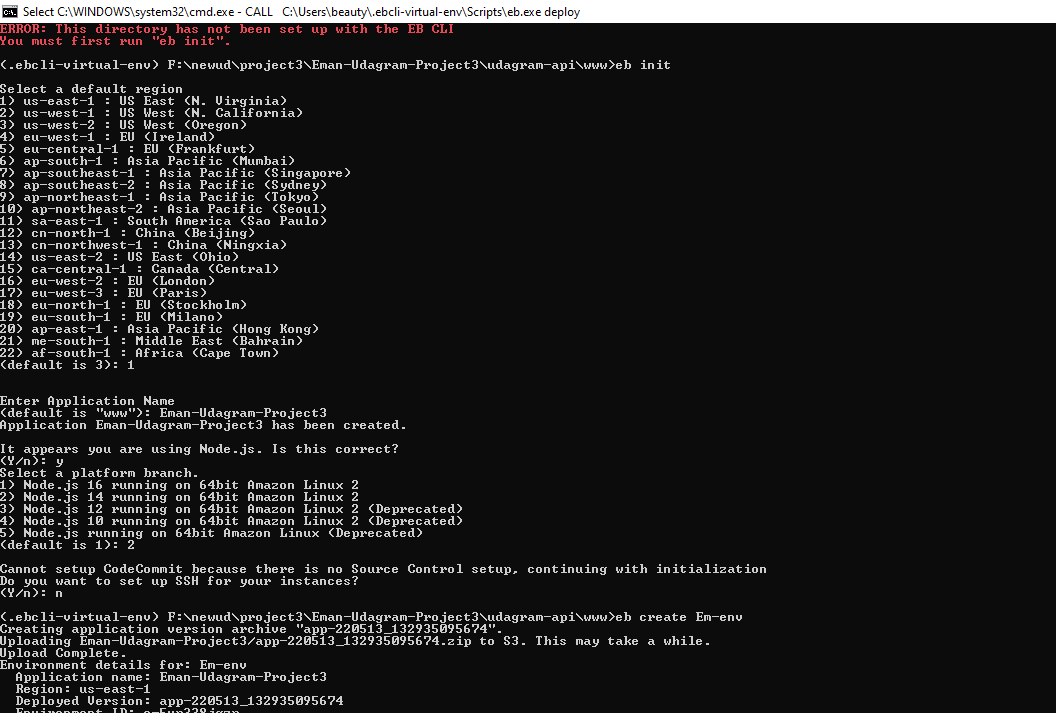 Select C:\WINDOWS\system32\cmd.exe - CALL C:\Users\beauty\.ebcli-virtual-env\Scripts\eb.exe deploy
ERROR: This directory has not been set up with the EB CLI
You must first run "eb init".
(.ebcli-virtual-env) F:\newud\project3\Eman-Udagram-Project3\udagram-api\www>eb init
Select a default region
1) us-east-1 : US East (N. Virginia)
2) us-west-1 : US West (N. California)
3) us-west-2 : US West (Oregon)
4) eu-west-1 : EU (Ireland)
5) eu-central-1 : EU (Frankfurt)
6) ap-south-1 : Asia Pacific (Mumbai)
7) ap-southeast-1 : Asia Pacific (Singapore)
8) ap-southeast-2 : Asia Pacific (Sydney)
9) ap-northeast-1 : Asia Pacific (Tokyo)
10) ap-northeast-2 : Asia Pacific (Seoul)
11) sa-east-1 : South America (Sao Paulo)
12) cn-north-1 : China (Beijing)
13) cn-northwest-1 : China (Ningxia)
14) us-east-2 : US East (Ohio)
15) ca-central-1 : Canada (Central)
16) eu-west-2 : EU (London)
17) eu-west-3 : EU (Paris)
18) eu-north-1 : EU (Stockholm)
19) eu-south-1 : EU (Milano)
20) ap-east-1 : Asia Pacific (Hong Kong)
21) me-south-1 : Middle East (Bahrain)
22) af-south-1 : Africa (Cape Town)
(default is 3): 1
Enter Application Name
(default is "www"): Eman-Udagram-Project3
Application Eman-Udagram-Project3 has been created.
It appears you are using Node.js. Is this correct?
(Y/n): y
Select a platform branch.
1) Node.js 16 running on 64bit Amazon Linux 2
2) Node.js 14 running on 64bit Amazon Linux 2
3) Node.js 12 running on 64bit Amazon Linux 2 (Deprecated)
4) Node.js 10 running on 64bit Amazon Linux 2 (Deprecated)
5) Node.js running on 64bit Amazon Linux (Deprecated)
(default is 1): 2
Cannot setup CodeCommit because there is no Source Control setup, continuing with initialization
Do you want to set up SSH for your instances?
(Y/n): n
(.ebcli-virtual-env) F:\newud\project3\Eman-Udagram-Project3\udagram-api\www>eb create Em-env
Creating application version archive "app-220513_132935095674".
Uploading Eman-Udagram-Project3/app-220513_132935095674.zip to S3. This may take a while.
Upload Complete.
Environment details for: Em-env
Application name: Eman-Udagram-Project3
Region: us-east-1
Deployed Version: app-220513_132935095674
Environment ID: